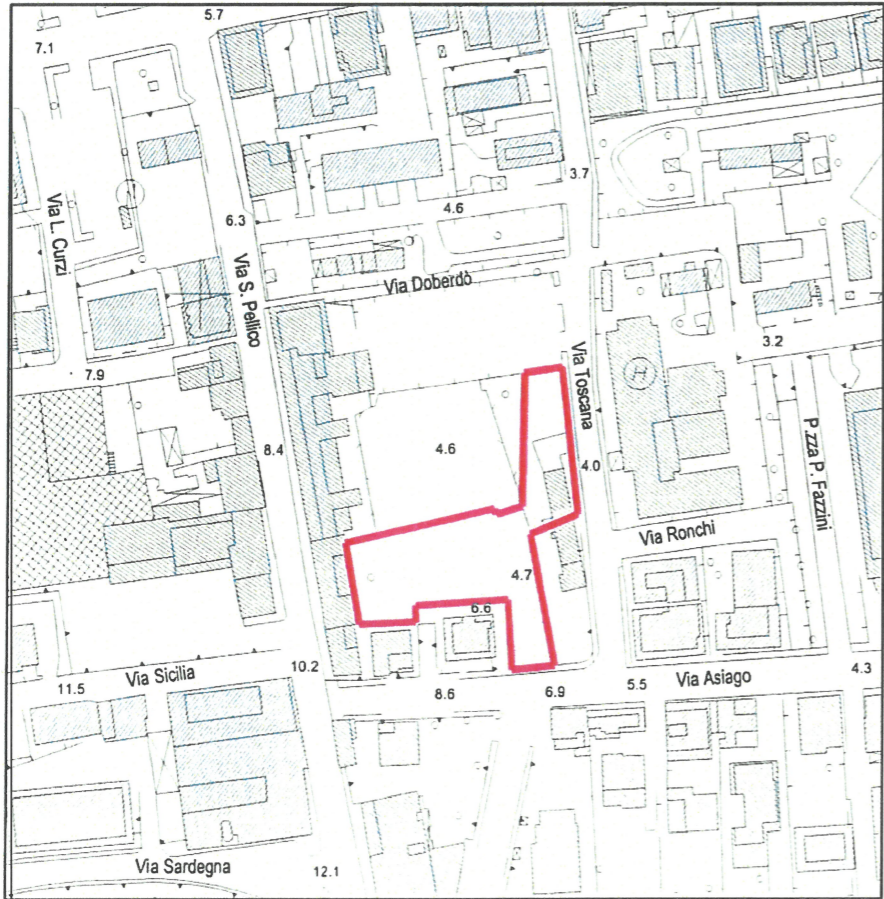 5.7
7.1
3.7
4.6
6.3
Via L. Curzi
Via S. Pellico
Via Doberdò
3.2
Via Toscana
H
7.9
8.4
4.6
4.0
P.zza P. Fazzini
Via Ronchi
4.7
6.6
Via Sicilia
10.2
Via Asiago
4.3
11.5
8.6
6.9
5.5
Via Sardegna
12.1